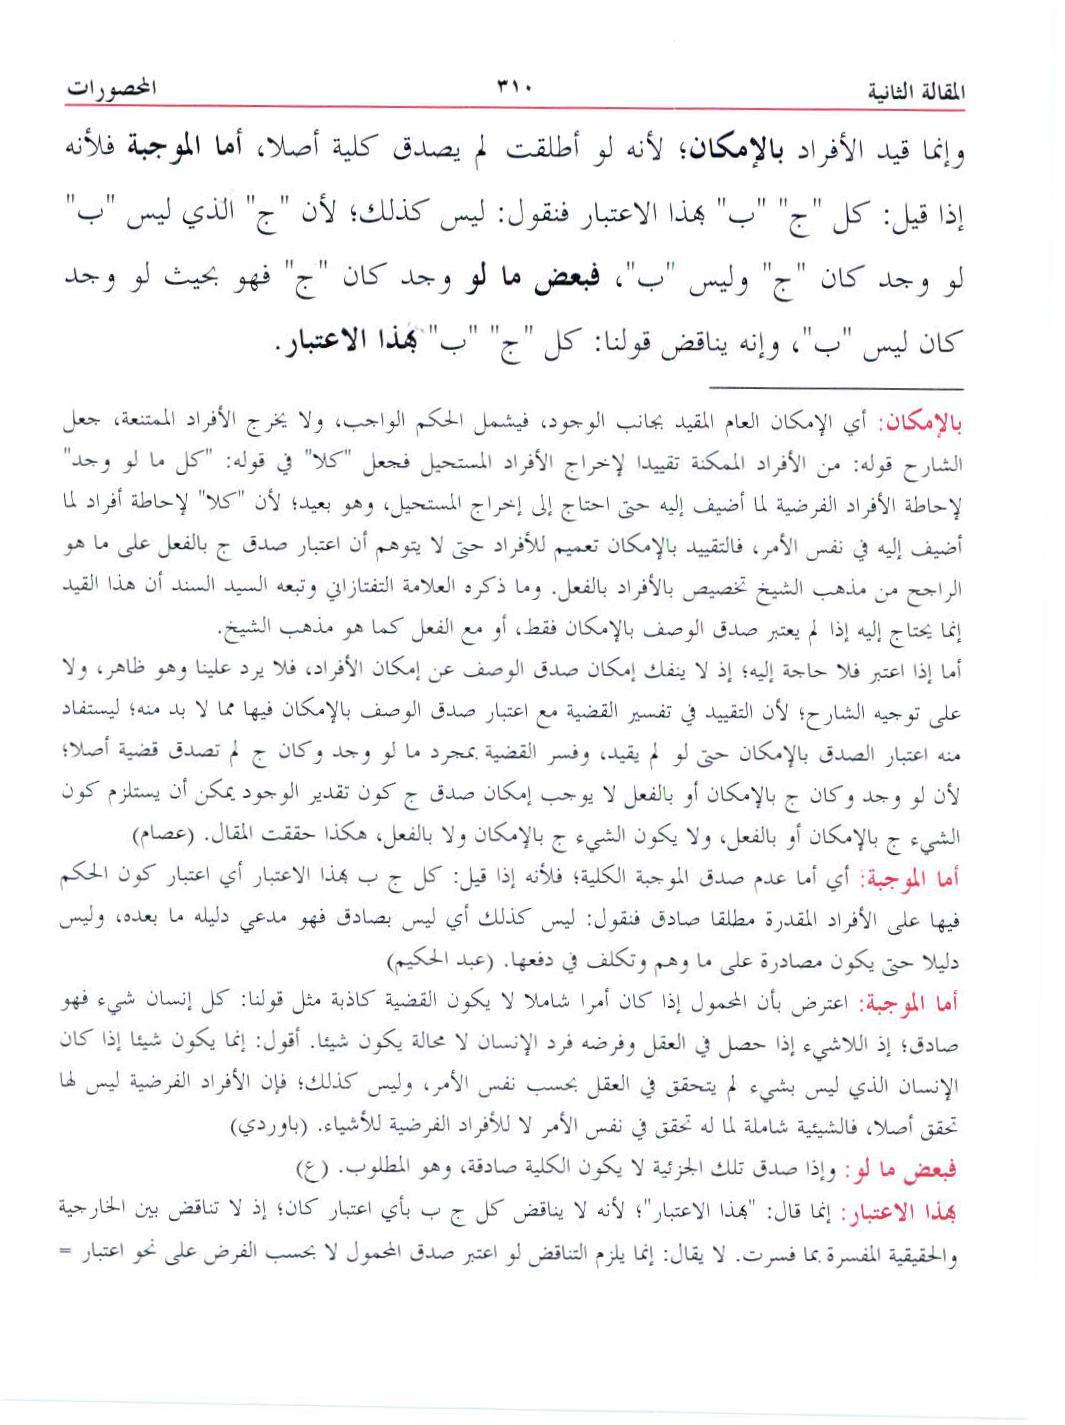 المقالة الثانية ٣١٠ المحصورات
وإنما قيد الأفراد بالإمكان؛ لأنه لو أطلقت لم يصدق كلية أصلا، أما الموجبة فلأنه
إذا قيل: كل "ج" "ب" بهذا الاعتبار فنقول: ليس كذلك؛ لأن "ج" الذي ليس "ب"
لو وجد كان "ج" وليس "ب"، فبعض ما لو وجد كان "ج" فهو بحيث لو وجد
كان ليس "ب"، وإنه يناقض قولنا: كل "ج" "ب" بهذا الاعتبار.
بالإمكان: أي الإمكان العام المقيد بجانب الوجود، فيشمل الحكم الواجب، ولا يخرج الأفراد الممتنعة، جعل
الشارح قوله: من الأفراد الممكنة تقييدا لإخراج الأفراد المستحيل فجعل "كلا" في قوله: "كل ما لو وجد"
لإحاطة الأفراد الفرضية لما أضيف إليه حتى احتاج إلى إخراج المستحيل، وهو بعيد؛ لأن "كلا" لإحاطة أفراد لما
أضيف إليه في نفس الأمر، فالتقييد بالإمكان تعميم للأفراد حتى لا يتوهم أن اعتبار صدق ج بالفعل على ما هو
الراجح من مذهب الشيخ تخصيص بالأفراد بالفعل. وما ذكره العلامة التفتازاني وتبعه السيد السند أن هذا القيد
إنما يحتاج إليه إذا لم يعتبر صدق الوصف بالإمكان فقط، أو مع الفعل كما هو مذهب الشيخ.
أما إذا اعتبر فلا حاجة إليه؛ إذ لا ينفك إمكان صدق الوصف عن إمكان الأفراد، فلا يرد علينا وهو ظاهر، ولا
على توجيه الشارح؛ لأن التقييد في تفسير القضية مع اعتبار صدق الوصف بالإمكان فيها مما لا بد منه؛ ليستفاد
منه اعتبار الصدق بالإمكان حتى لو لم يقيد، وفسر القضية بمجرد ما لو وجد وكان ج لم تصدق قضية أصلا؛
لأن لو وجد وكان ج بالإمكان أو بالفعل لا يوجب إمكان صدق ج كون تقدير الوجود يمكن أن يستلزم كون
الشيء ج بالإمكان أو بالفعل، ولا يكون الشيء ج بالإمكان ولا بالفعل، هكذا حققت المقال. (عصام)
أما الموجبة: أي أما عدم صدق الموجبة الكلية؛ فلأنه إذا قيل: كل ج ب بهذا الاعتبار أي اعتبار كون الحكم
فيها على الأفراد المقدرة مطلقا صادق فنقول: ليس كذلك أي ليس بصادق فهو مدعي دليله ما بعده، وليس
دليلا حتى يكون مصادرة على ما وهم وتكلف في دفعها. (عبد الحكيم)
أما الموجبة: اعترض بأن المحمول إذا كان أمرا شاملا لا يكون القضية كاذبة مثل قولنا: كل إنسان شيء فهو
صادق؛ إذ اللاشيء إذا حصل في العقل وفرضه فرد الإنسان لا محالة يكون شيئا. أقول: إنما يكون شيئا إذا كان
الإنسان الذي ليس بشيء لم يتحقق في العقل بحسب نفس الأمر، وليس كذلك؛ فإن الأفراد الفرضية ليس لها
تحقق أصلا، فالشيئية شاملة لما له تحقق في نفس الأمر لا للأفراد الفرضية للأشياء. (باوردي)
فبعض ما لو: وإذا صدق تلك الجزئية لا يكون الكلية صادقة، وهو المطلوب. (ع)
بهذا الاعتبار: إنما قال: "بهذا الاعتبار"؛ لأنه لا يناقض كل ج ب بأي اعتبار كان؛ إذ لا تناقض بين الخارجية
والحقيقية المفسرة بما فسرت. لا يقال: إنما يلزم التناقض لو اعتبر صدق المحمول لا بحسب الفرض على نحو اعتبار =